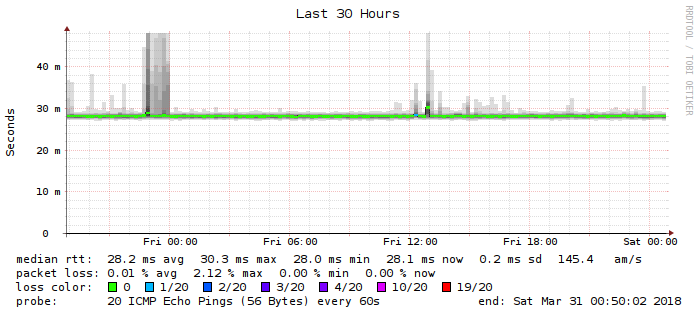 Last 30 Hours
RRDTOOL / TOBI OETIKER
Seconds
40 m
30 m
20 m
10 m
0
Fri 00:00 Fri 06:00 Fri 12:00 Fri 18:00 Sat 00:00
median rtt: 28.2 ms avg 30.3 ms max 28.0 ms min 28.1 ms now 0.2 ms sd 145.4 am/s
packet loss: 0.01 % avg 2.12 % max 0.00 % min 0.00 % now
loss color: 0 1/20 2/20 3/20 4/20 10/20 19/20
probe: 20 ICMP Echo Pings (56 Bytes) every 60s end: Sat Mar 31 00:50:02 2018